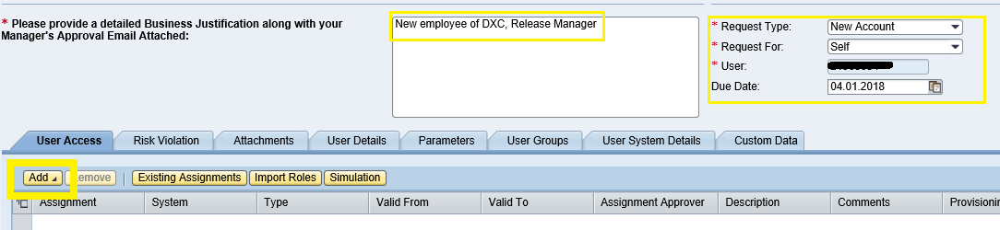 * Please provide a detailed Business Justification along with your
Manager's Approval Email Attached:
New employee of DXC, Release Manager
* Request Type: New Account
* Request For: Self
* User:
Due Date: 04.01.2018
User Access Risk Violation Attachments User Details Parameters User Groups User System Details Custom Data
Add Remove Existing Assignments Import Roles Simulation
Assignment System Type Valid From Valid To Assignment Approver Description Comments